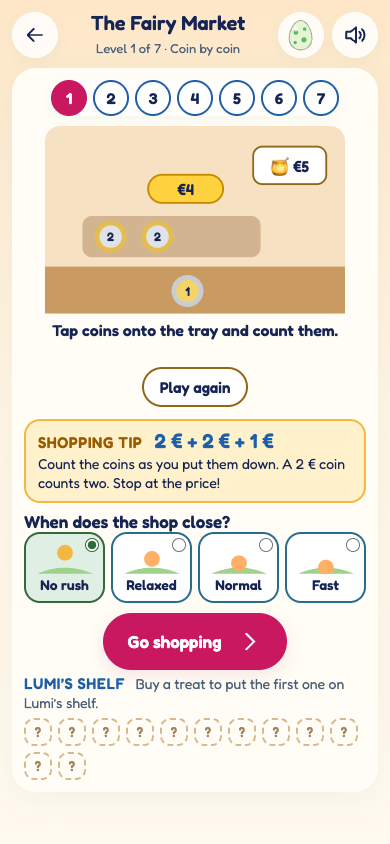 The Fairy Market
Level 1 of 7 · Coin by coin
1 2 3 4 5 6 7
€5
€4
2 2
1
Tap coins onto the tray and count them.
Play again
SHOPPING TIP 2 € + 2 € + 1 €
Count the coins as you put them down. A 2 € coin
counts two. Stop at the price!
When does the shop close?
No rush Relaxed Normal Fast
Go shopping
LUMI'S SHELF Buy a treat to put the first one on
Lumi's shelf.
? ? ? ? ? ? ? ? ? ?
? ?